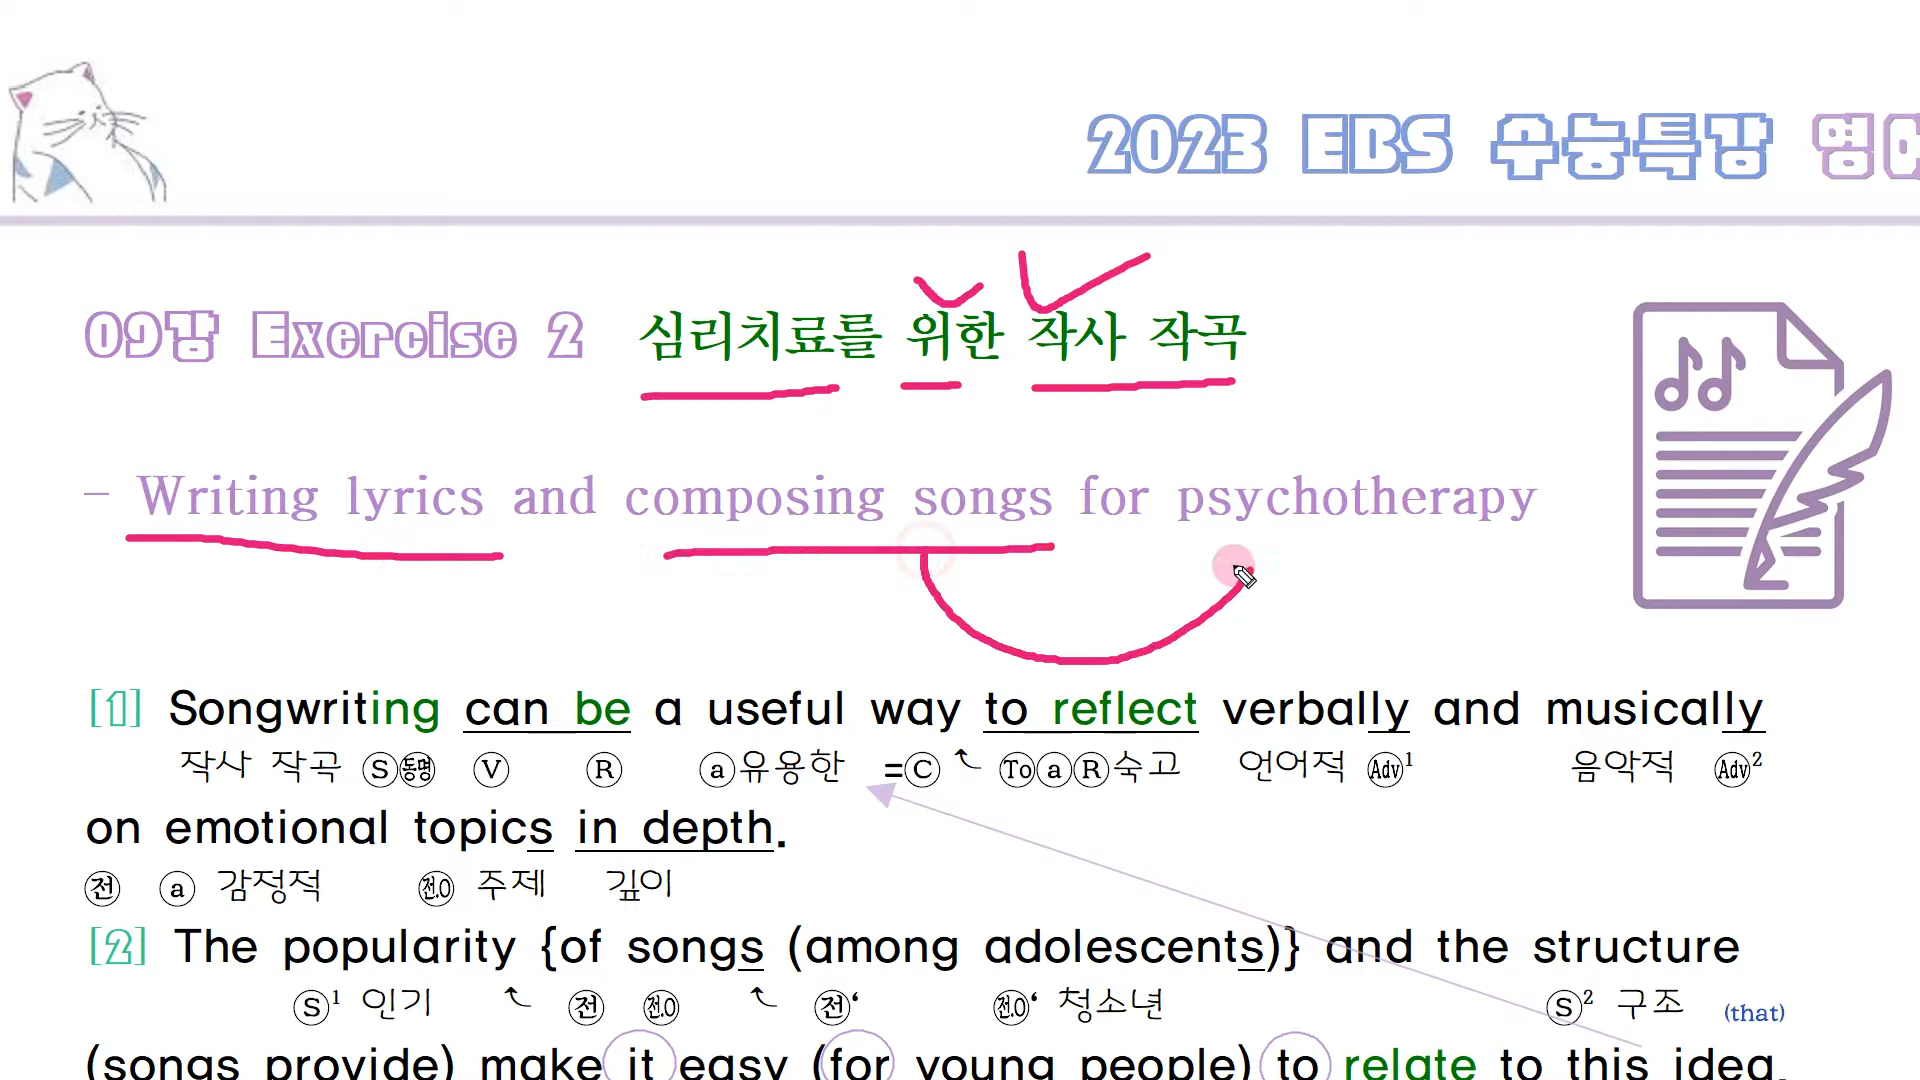 2023 EBS 수능특강 영어
09강 Exercise 2 심리치료를 위한 작사 작곡
- Writing lyrics and composing songs for psychotherapy
[1] Songwriting can be a useful way to reflect verbally and musically
작사 작곡 Ⓢ 동명 Ⓥ Ⓡ ⓐ유용한 =Ⓒ To ⓐ Ⓡ숙고 언어적 Adv1 음악적 Adv2
on emotional topics in depth.
전 ⓐ 감정적 전.O 주제 깊이
[2] The popularity {of songs (among adolescents)} and the structure
Ⓢ1 인기 전 전.O 전‘ 전.O‘ 청소년 Ⓢ2 구조 (that)
(songs provide) make it easy (for young people) to relate to this idea.